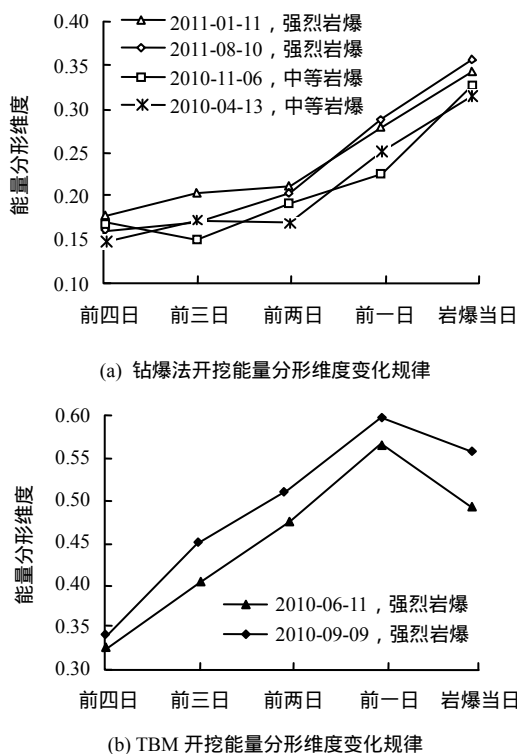 0.40
0.35
0.30
0.25
0.20
0.15
0.10
能量分形维度
2011-01-11，强烈岩爆
2011-08-10，强烈岩爆
2010-11-06，中等岩爆
2010-04-13，中等岩爆
前四日 前三日 前两日 前一日 岩爆当日
(a) 钻爆法开挖能量分形维度变化规律
0.60
0.55
0.50
0.45
0.40
0.35
0.30
能量分形维度
2010-06-11，强烈岩爆
2010-09-09，强烈岩爆
前四日 前三日 前两日 前一日 岩爆当日
(b) TBM 开挖能量分形维度变化规律